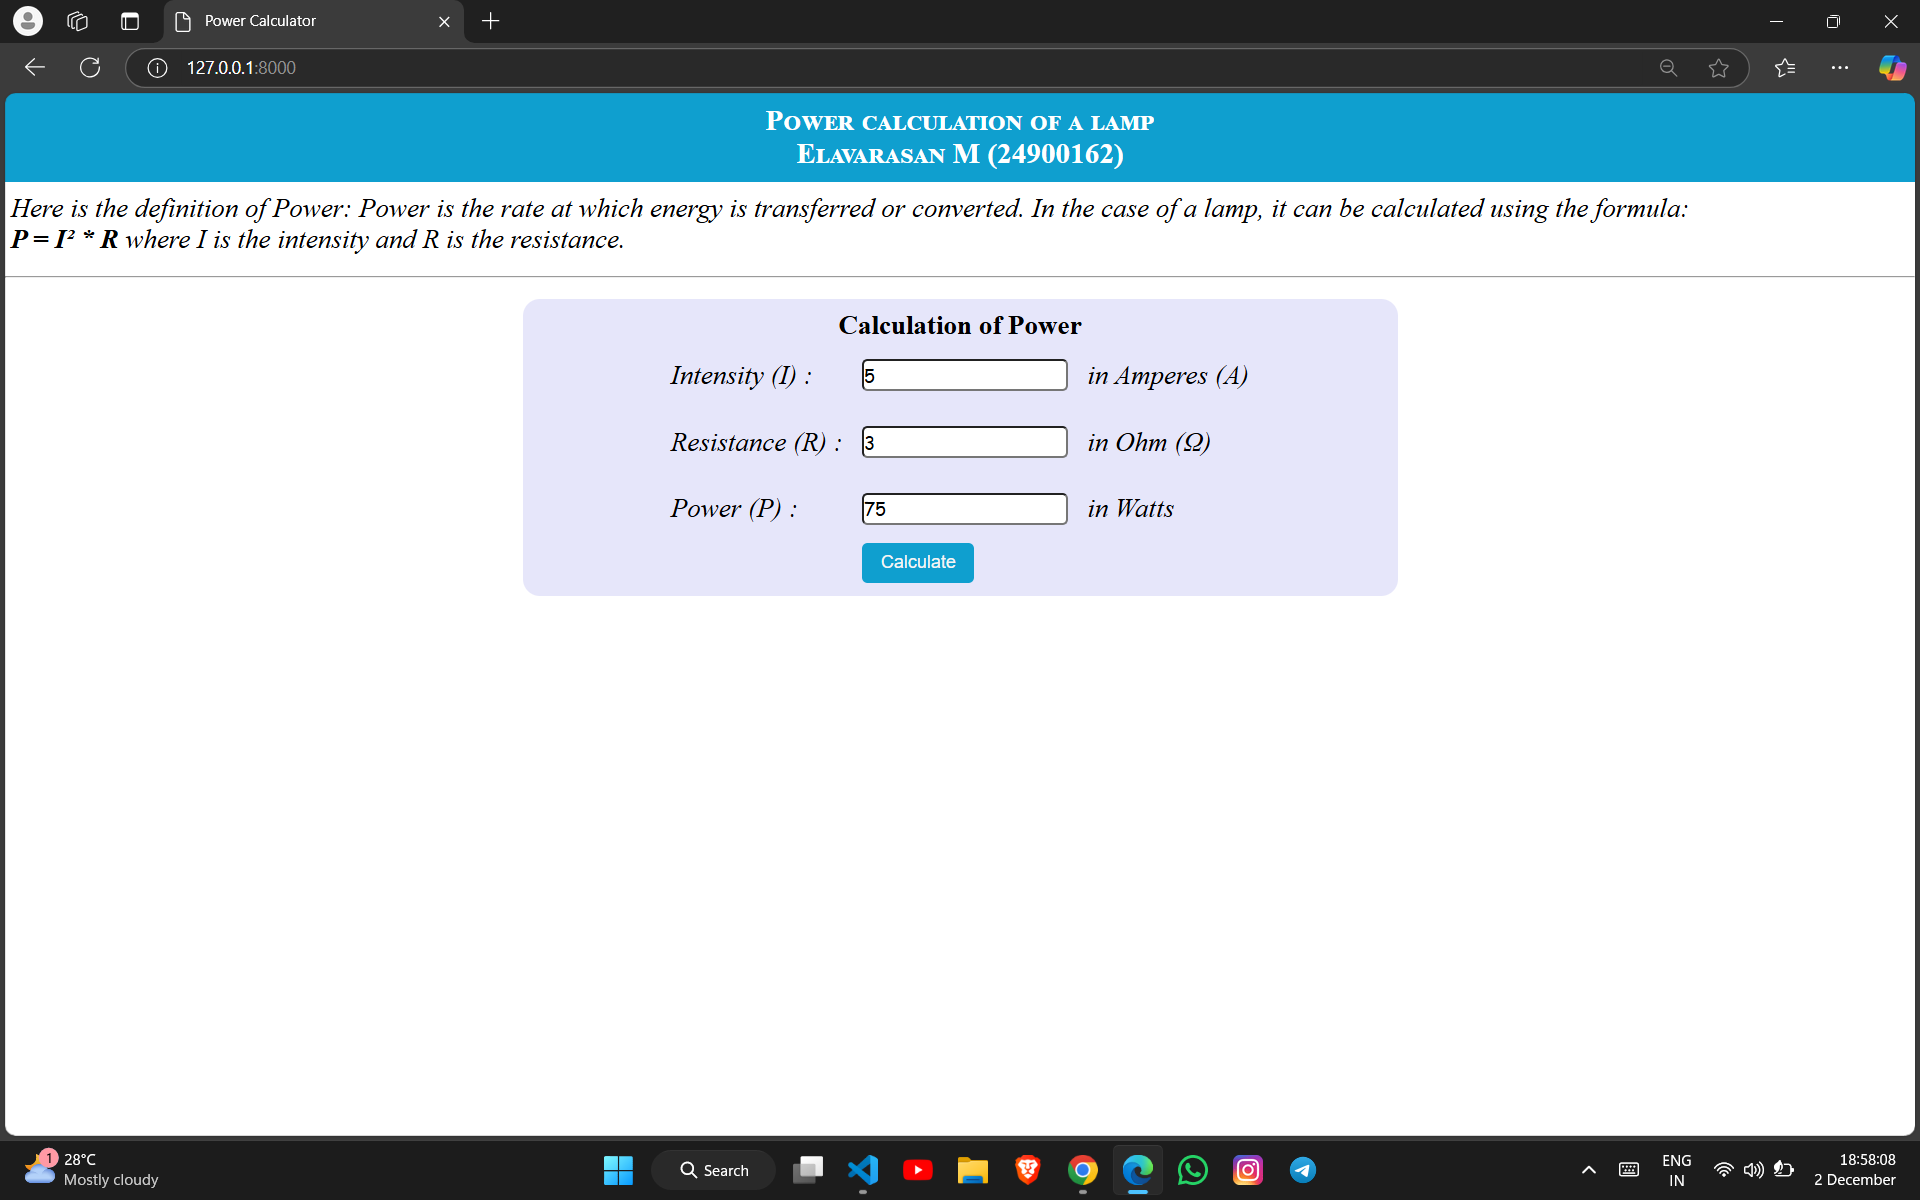 Power Calculator
127.0.0.1:8000
Power calculation of a lamp
Elavarasan M (24900162)
Here is the definition of Power: Power is the rate at which energy is transferred or converted. In the case of a lamp, it can be calculated using the formula:
P = I² * R where I is the intensity and R is the resistance.
Calculation of Power
Intensity (I) : 5 in Amperes (A)
Resistance (R) : 3 in Ohm (Ω)
Power (P) : 75 in Watts
Calculate
1 28°C
Mostly cloudy
Search
ENG
IN
18:58:08
2 December